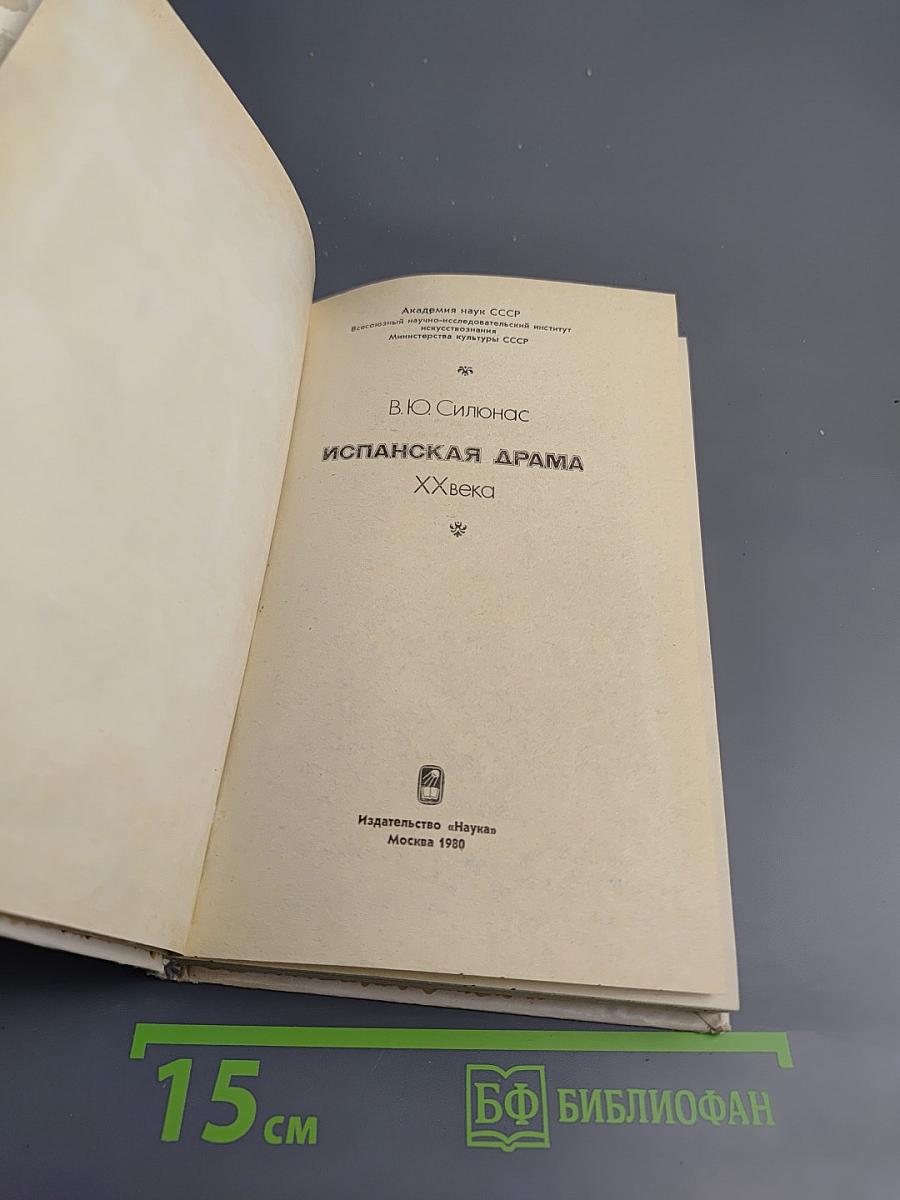 Академия наук СССР
Всесоюзный научно-исследовательский институт
искусствознания
Министерства культуры СССР
В. Ю. Силюнас
ИСПАНСКАЯ ДРАМА
XX века
Издательство «Наука»
Москва 1980
15 см
БФ БИБЛИОФАН